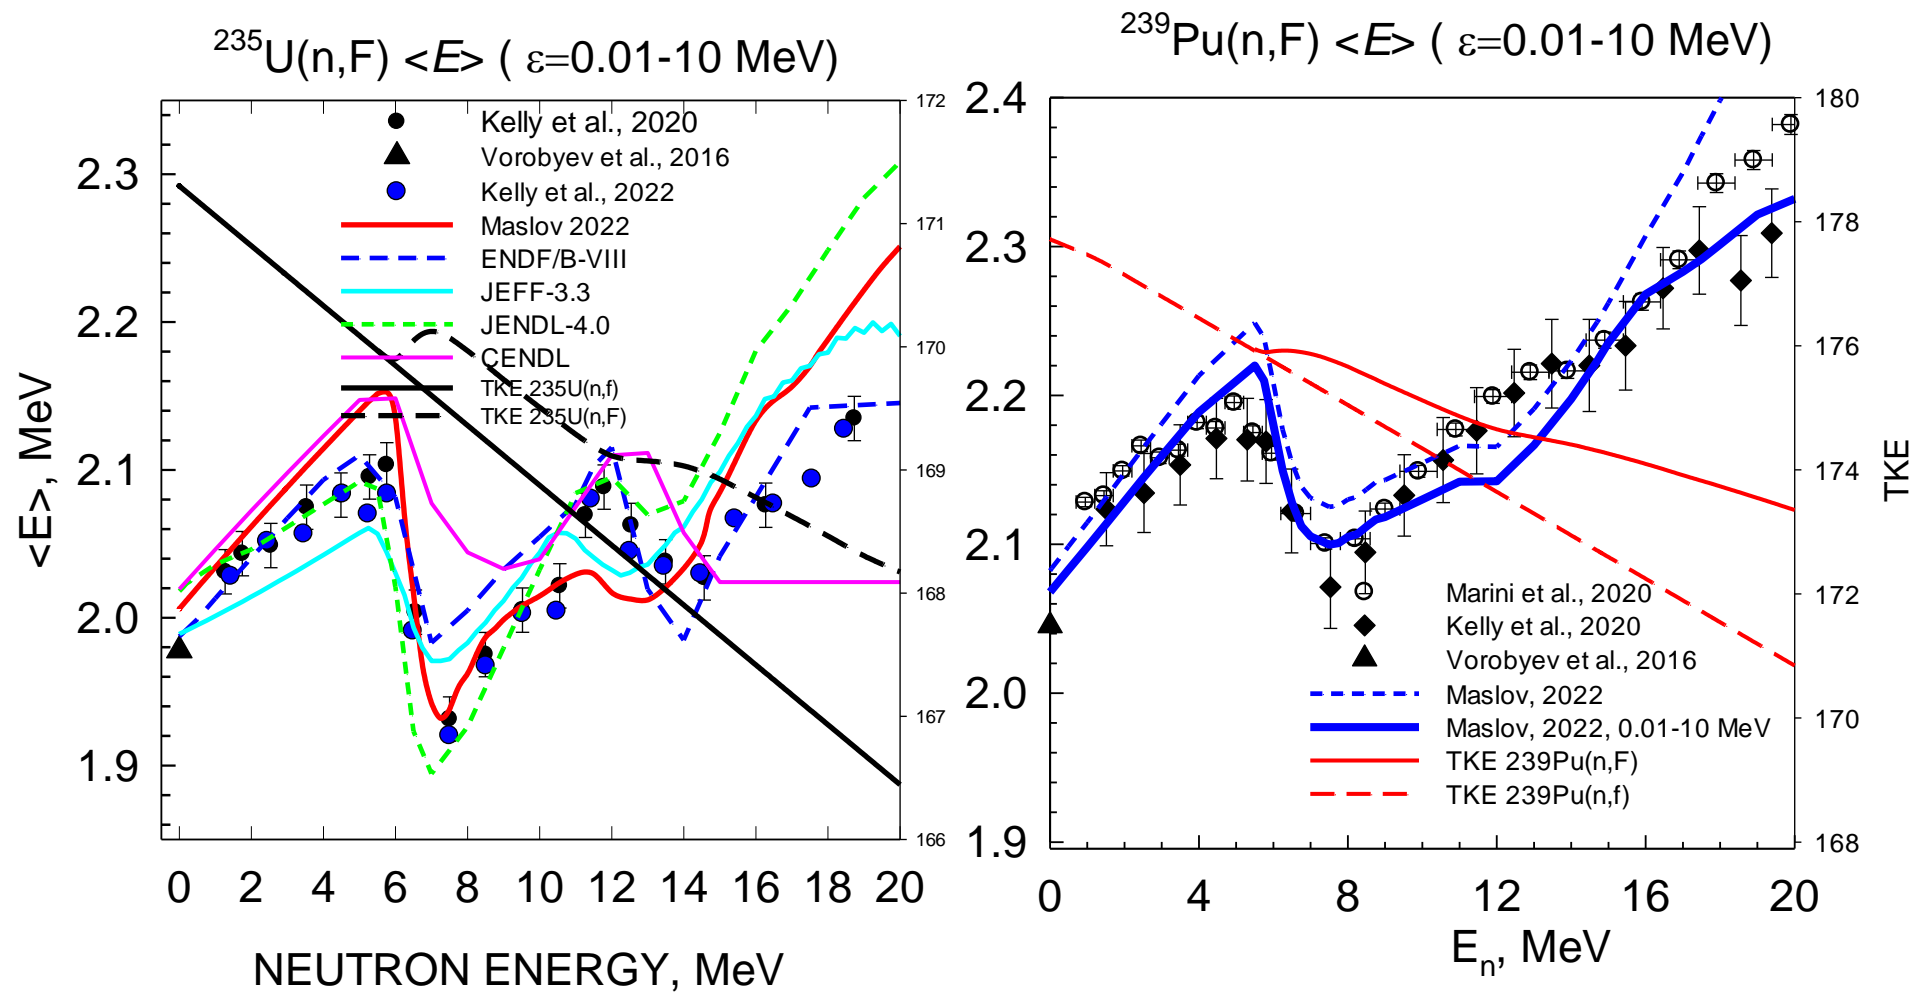 235U(n,F) <E> ( ε=0.01-10 MeV)
<E>, MeV
2.3
2.2
2.1
2.0
1.9
172
171
170
169
168
167
166
Kelly et al., 2020
Vorobyev et al., 2016
Kelly et al., 2022
Maslov 2022
ENDF/B-VIII
JEFF-3.3
JENDL-4.0
CENDL
TKE 235U(n,f)
TKE 235U(n,F)
0 2 4 6 8 10 12 14 16 18 20
NEUTRON ENERGY, MeV
239Pu(n,F) <E> ( ε=0.01-10 MeV)
2.4
2.3
2.2
2.1
2.0
1.9
180
178
176
174
172
170
168
TKE
Marini et al., 2020
Kelly et al., 2020
Vorobyev et al., 2016
Maslov, 2022
Maslov, 2022, 0.01-10 MeV
TKE 239Pu(n,F)
TKE 239Pu(n,f)
0 4 8 12 16 20
En, MeV